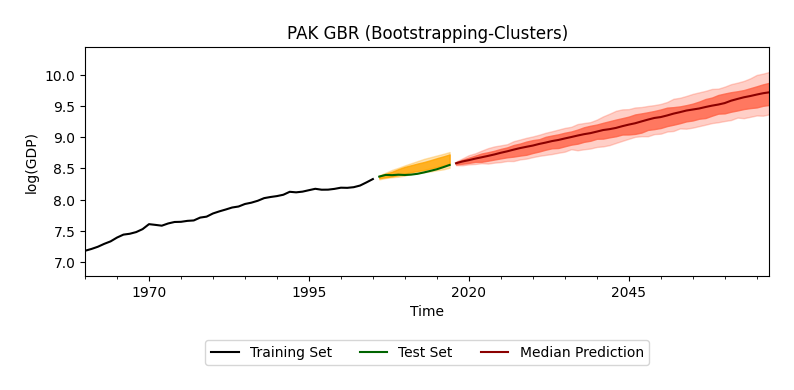 PAK GBR (Bootstrapping-Clusters)
log(GDP)
10.0
9.5
9.0
8.5
8.0
7.5
7.0
1970 1995 2020 2045
Time
Training Set Test Set Median Prediction